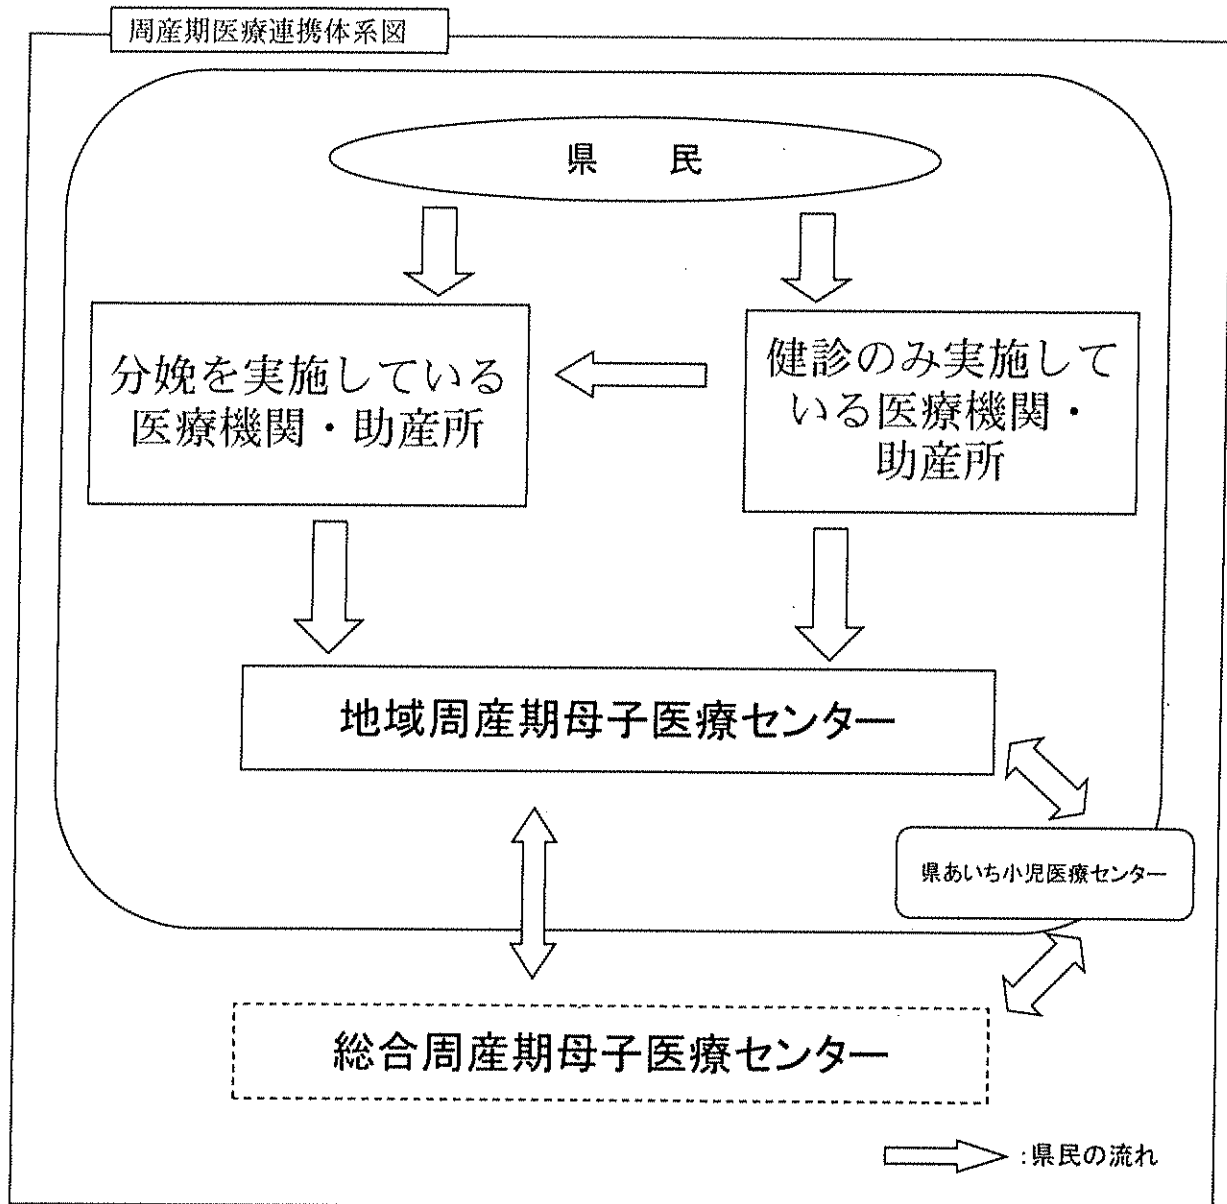 周産期医療連携体系図
県　民
分娩を実施している
医療機関・助産所
健診のみ実施して
いる医療機関・
助産所
地域周産期母子医療センター
県あいち小児医療センター
総合周産期母子医療センター
:県民の流れ